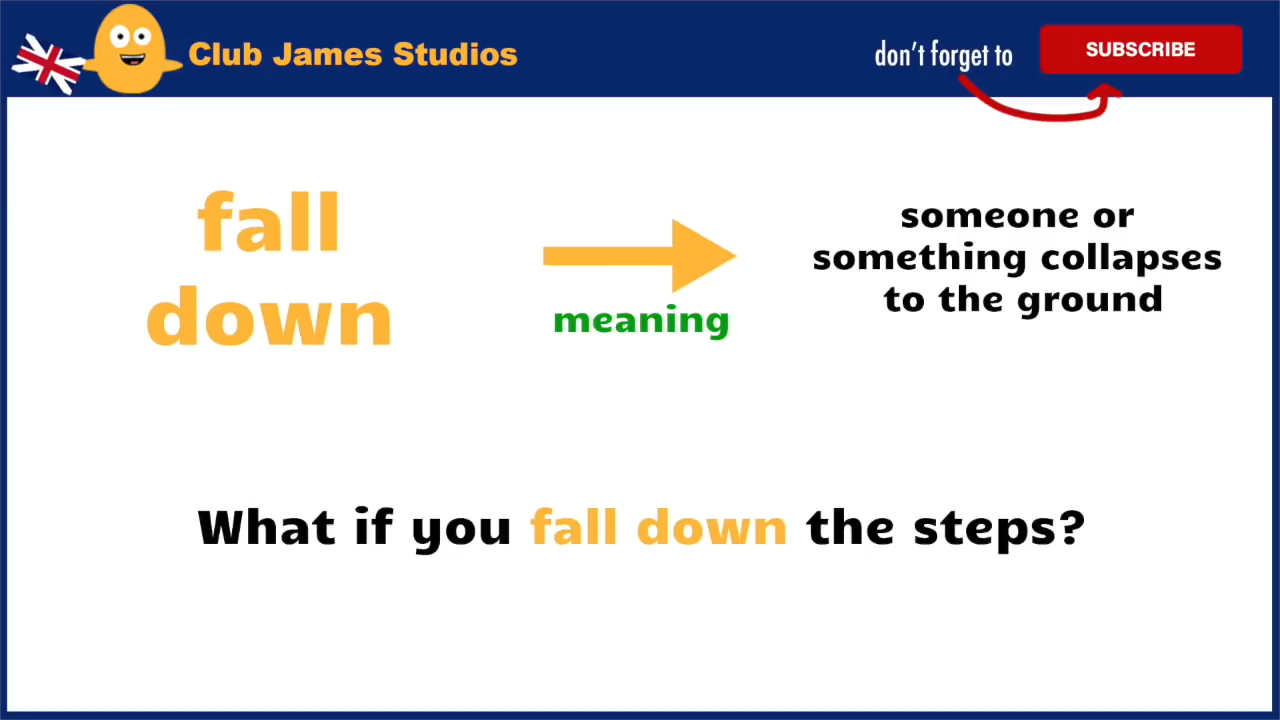 Club James Studios
don't forget to
SUBSCRIBE
fall
down
meaning
someone or
something collapses
to the ground
What if you fall down the steps?